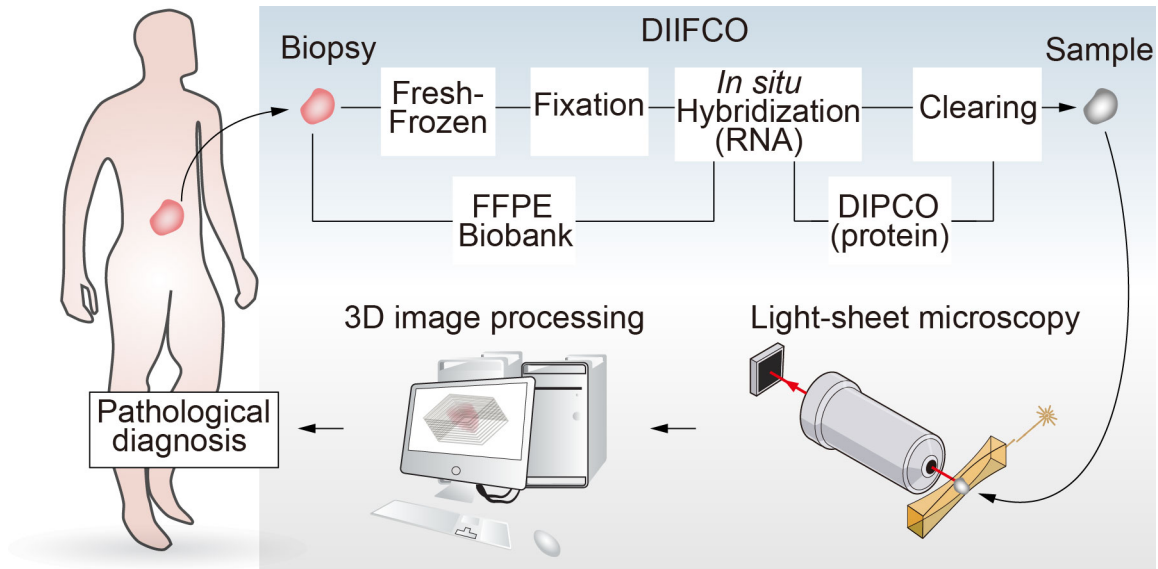 DIIFCO
Biopsy
Sample
Fresh-
Frozen
Fixation
In situ
Hybridization
(RNA)
Clearing
FFPE
Biobank
DIPCO
(protein)
3D image processing
Light-sheet microscopy
Pathological
diagnosis